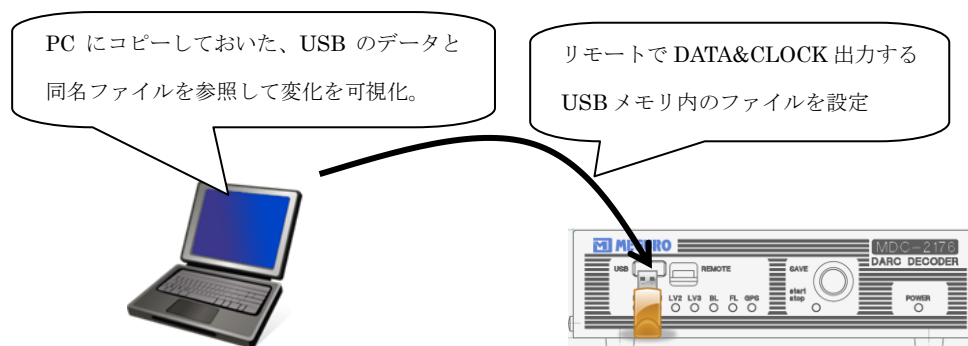 PC にコピーしておいた、USB のデータと
同名ファイルを参照して変化を可視化。
リモートで DATA&CLOCK 出力する
USB メモリ内のファイルを設定
MDC-2176
DARC DECODER
USB
REMOTE
SAVE
LV2 LV3 BL FL GPS
start
stop
POWER